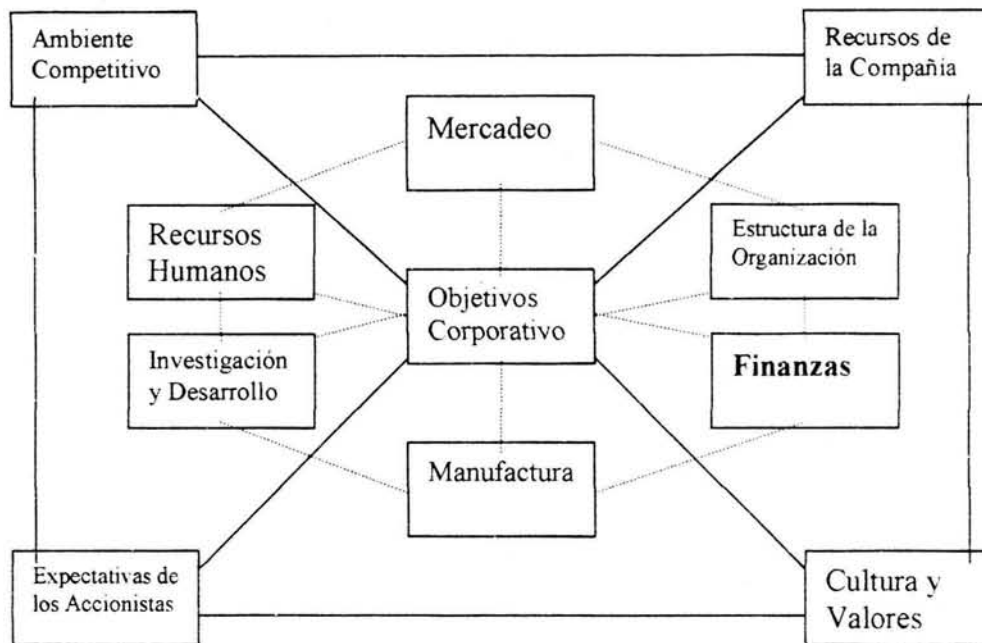 Ambiente
Competitivo
Recursos de
la Compañia
Mercadeo
Recursos
Humanos
Estructura de la
Organización
Objetivos
Corporativo
Investigación
y Desarrollo
Finanzas
Manufactura
Expectativas de
los Accionistas
Cultura y
Valores